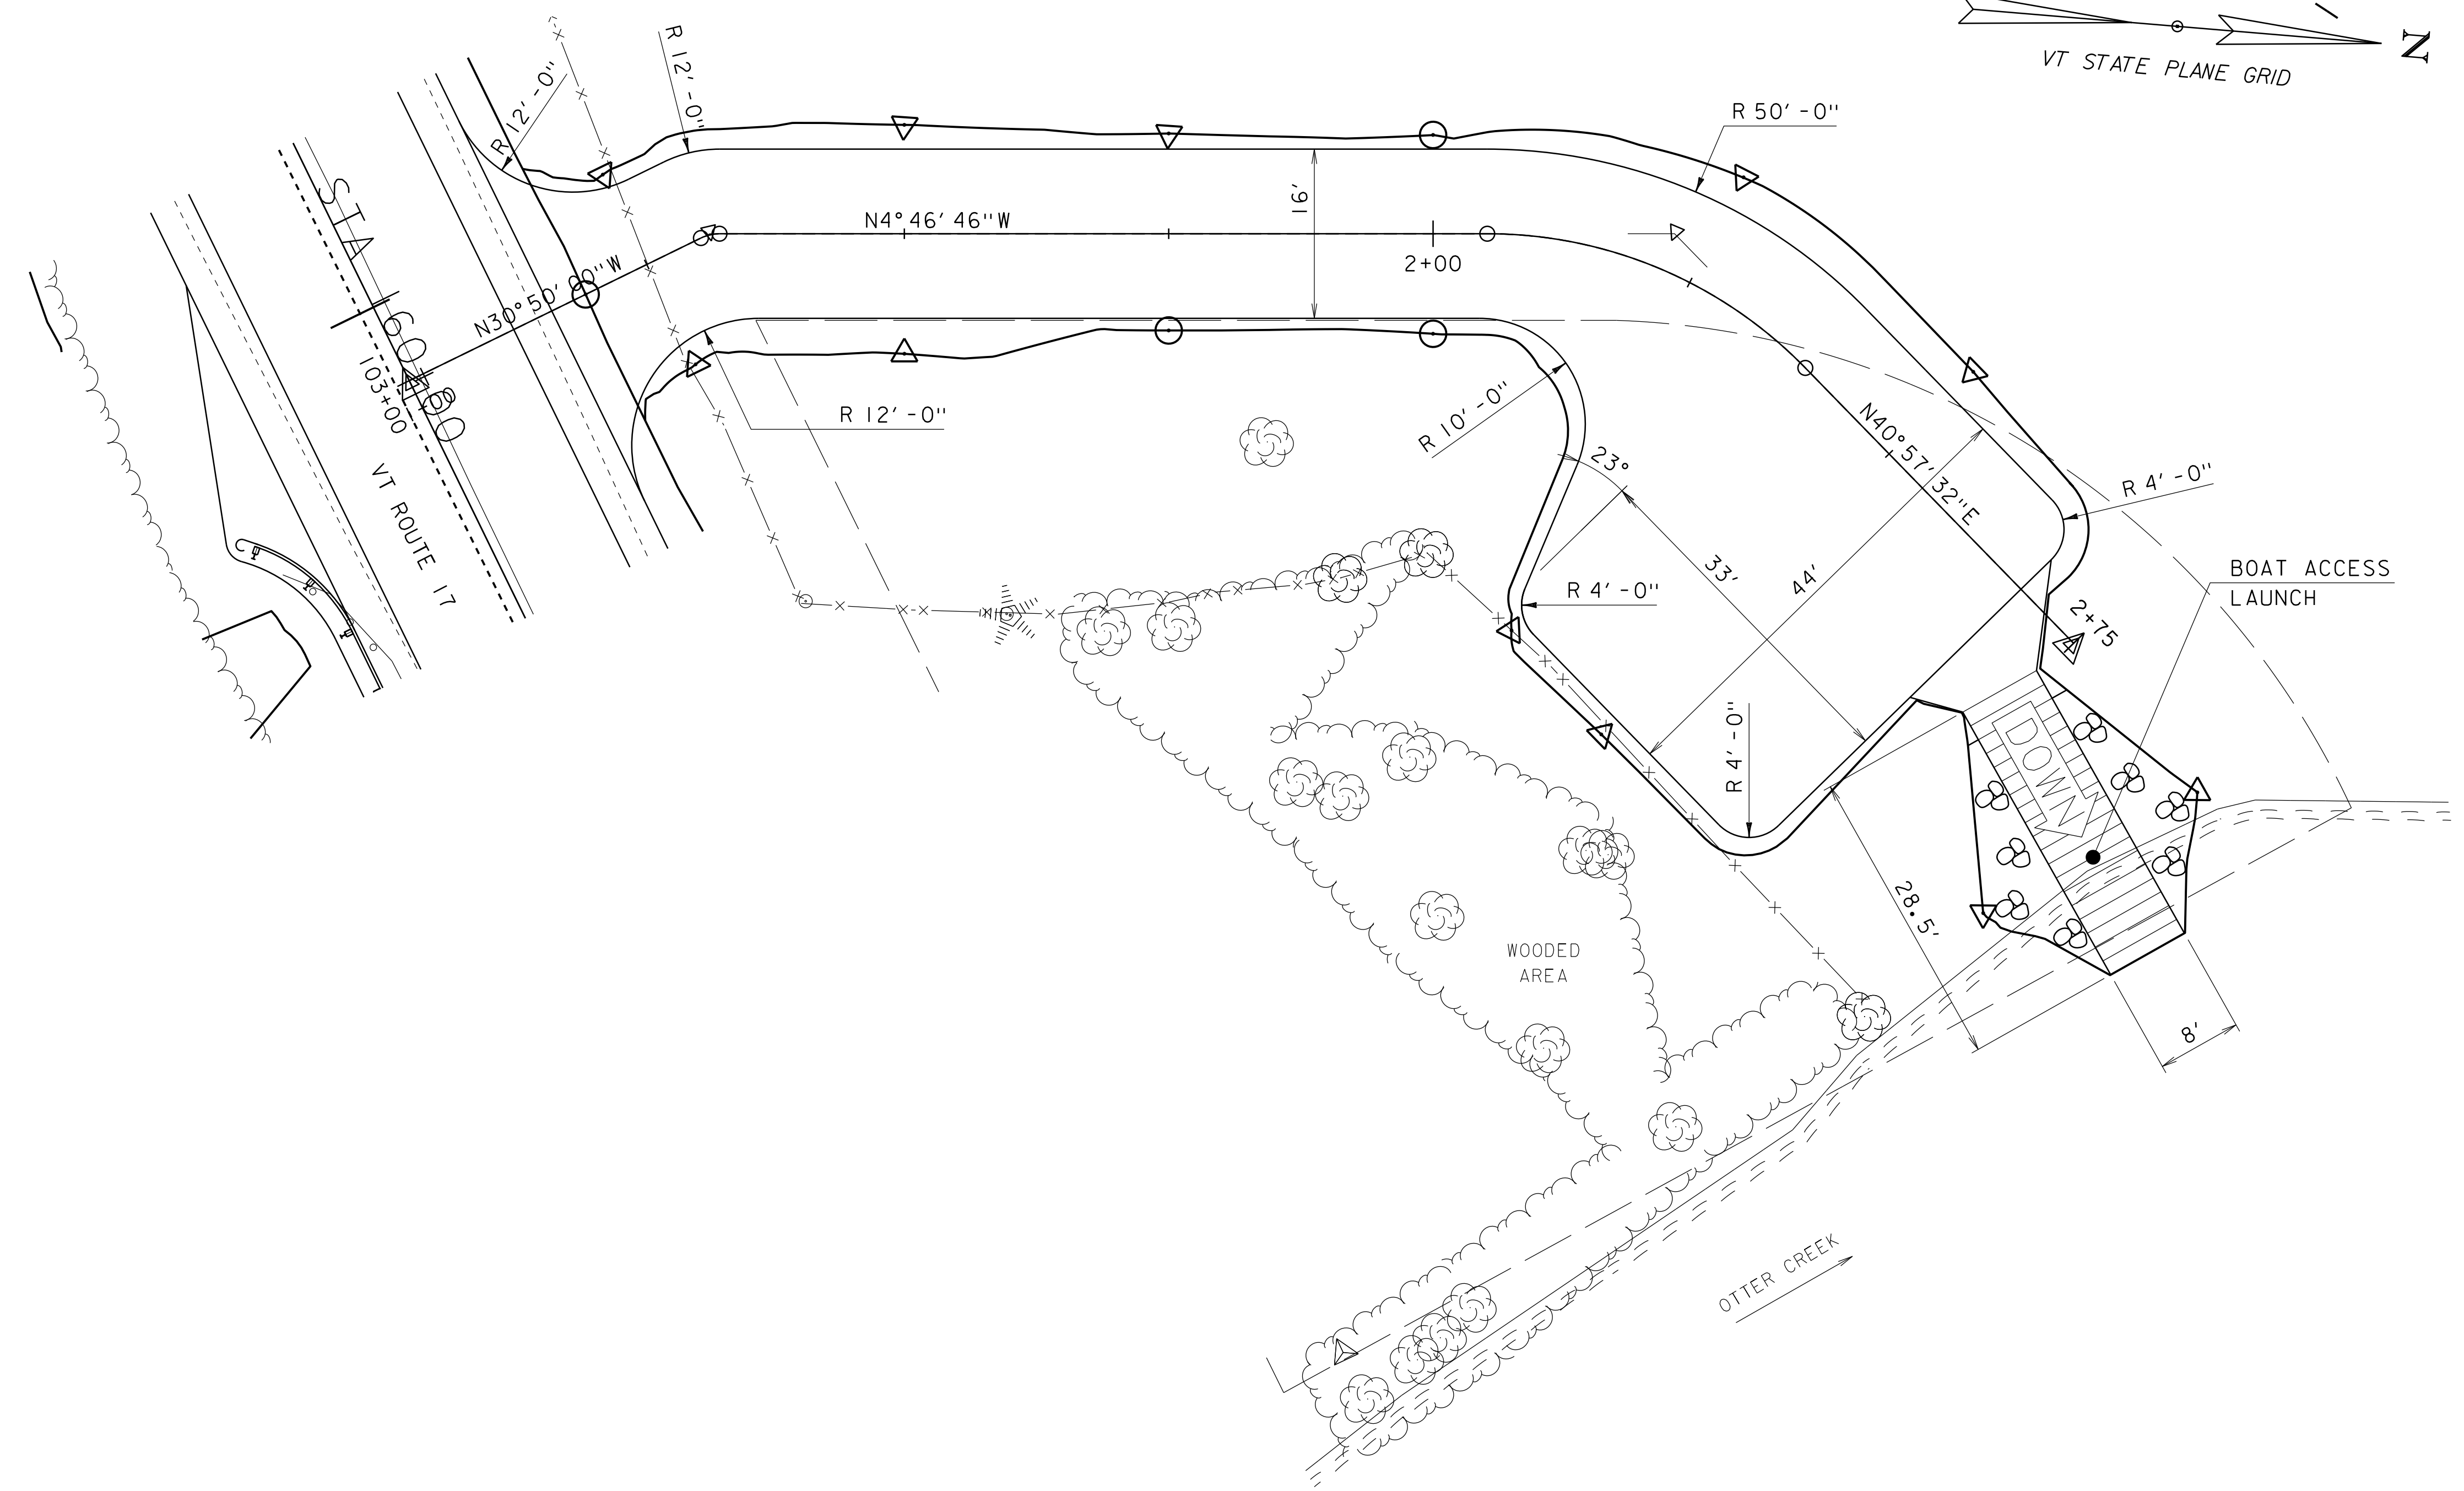 N
VT STATE PLANE GRID
R 12'-0"
R 12'-0"
R 50'-0"
16'
N4°46'46"W
2+00
N30°50'00"W
STA
103+00
VT ROUTE 17
R 12'-0"
R 10'-0"
23°
N40°57'32"E
R 4'-0"
33'
44'
R 4'-0"
BOAT ACCESS
LAUNCH
2+75
R 4'-0"
DOWN
28.5'
8'
WOODED
AREA
OTTER CREEK